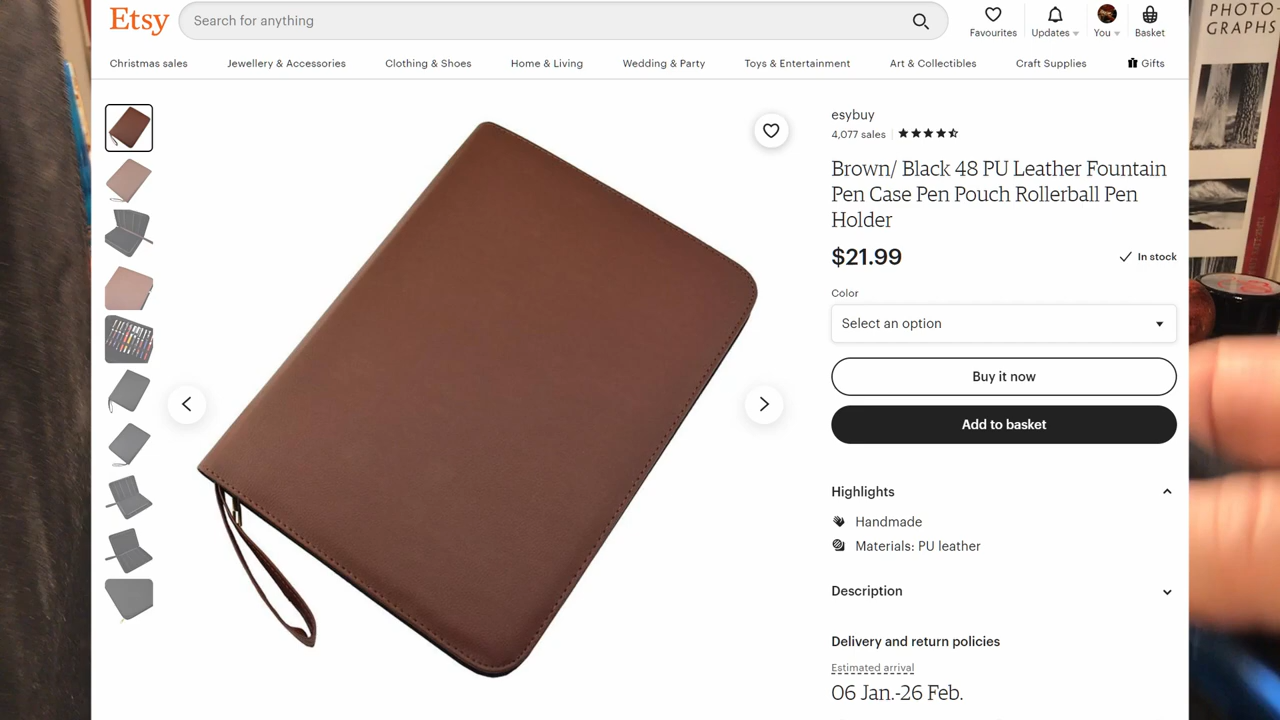 Etsy
Search for anything
Favourites
Updates
You
Basket
Christmas sales
Jewellery & Accessories
Clothing & Shoes
Home & Living
Wedding & Party
Toys & Entertainment
Art & Collectibles
Craft Supplies
Gifts
PHOTO-
GRAPHS
esybuy
4,077 sales
Brown/ Black 48 PU Leather Fountain
Pen Case Pen Pouch Rollerball Pen
Holder
$21.99
In stock
Color
Select an option
Buy it now
Add to basket
Highlights
Handmade
Materials: PU leather
Description
Delivery and return policies
Estimated arrival
06 Jan.-26 Feb.